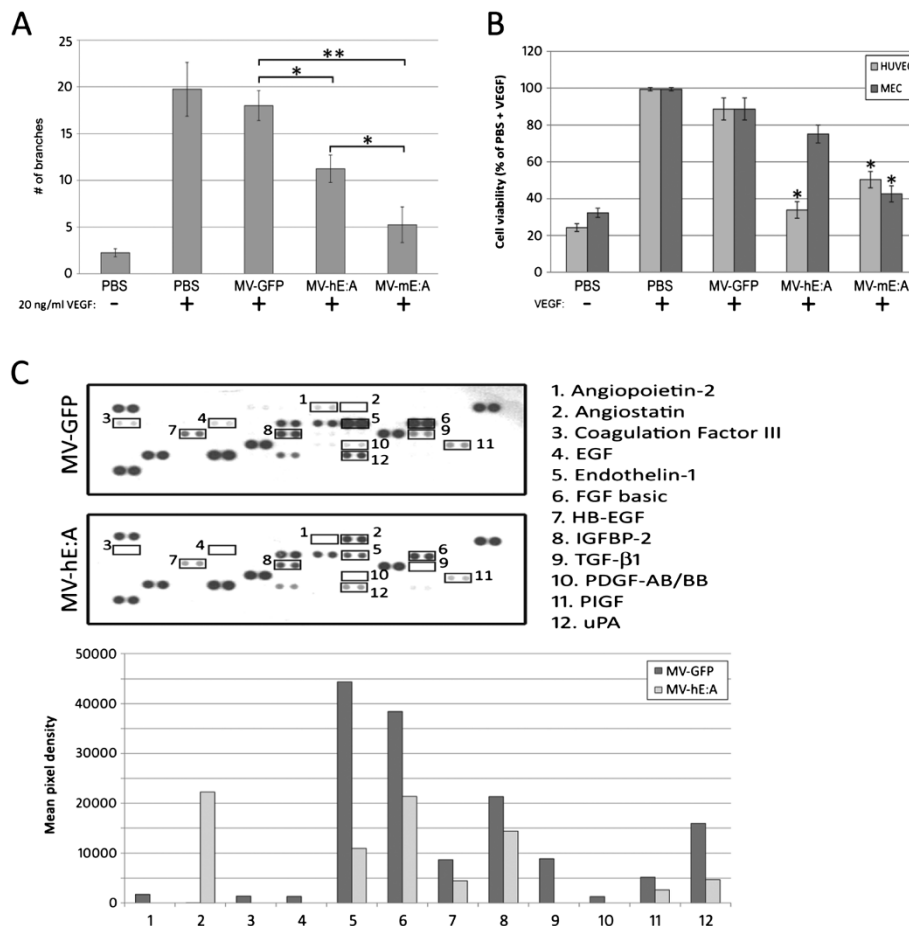 A
25
20
15
10
5
0
# of branches
**
*
*
PBS PBS MV-GFP MV-hE:A MV-mE:A
20 ng/ml VEGF: - + + + +
B
120
100
80
60
40
20
0
Cell viability (% of PBS + VEGF)
MEC
* * *
PBS PBS MV-GFP MV-hE:A MV-mE:A
VEGF: - + + + +
C
MV-GFP
1 2
3 4 5 6
7 8 9
10 11
12
MV-hE:A
1 2
3 4 5 6
7 8 9
10 11
12
1. Angiopoietin-2
2. Angiostatin
3. Coagulation Factor III
4. EGF
5. Endothelin-1
6. FGF basic
7. HB-EGF
8. IGFBP-2
9. TGF-β1
10. PDGF-AB/BB
11. PIGF
12. uPA
50000
40000
30000
20000
10000
0
Mean pixel density
MV-GFP
MV-hE:A
1 2 3 4 5 6 7 8 9 10 11 12